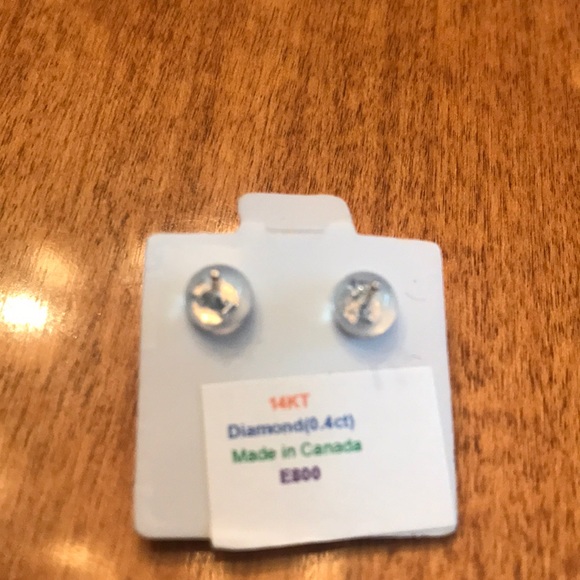 14KT
Diamond(0.4ct)
Made in Canada
E800